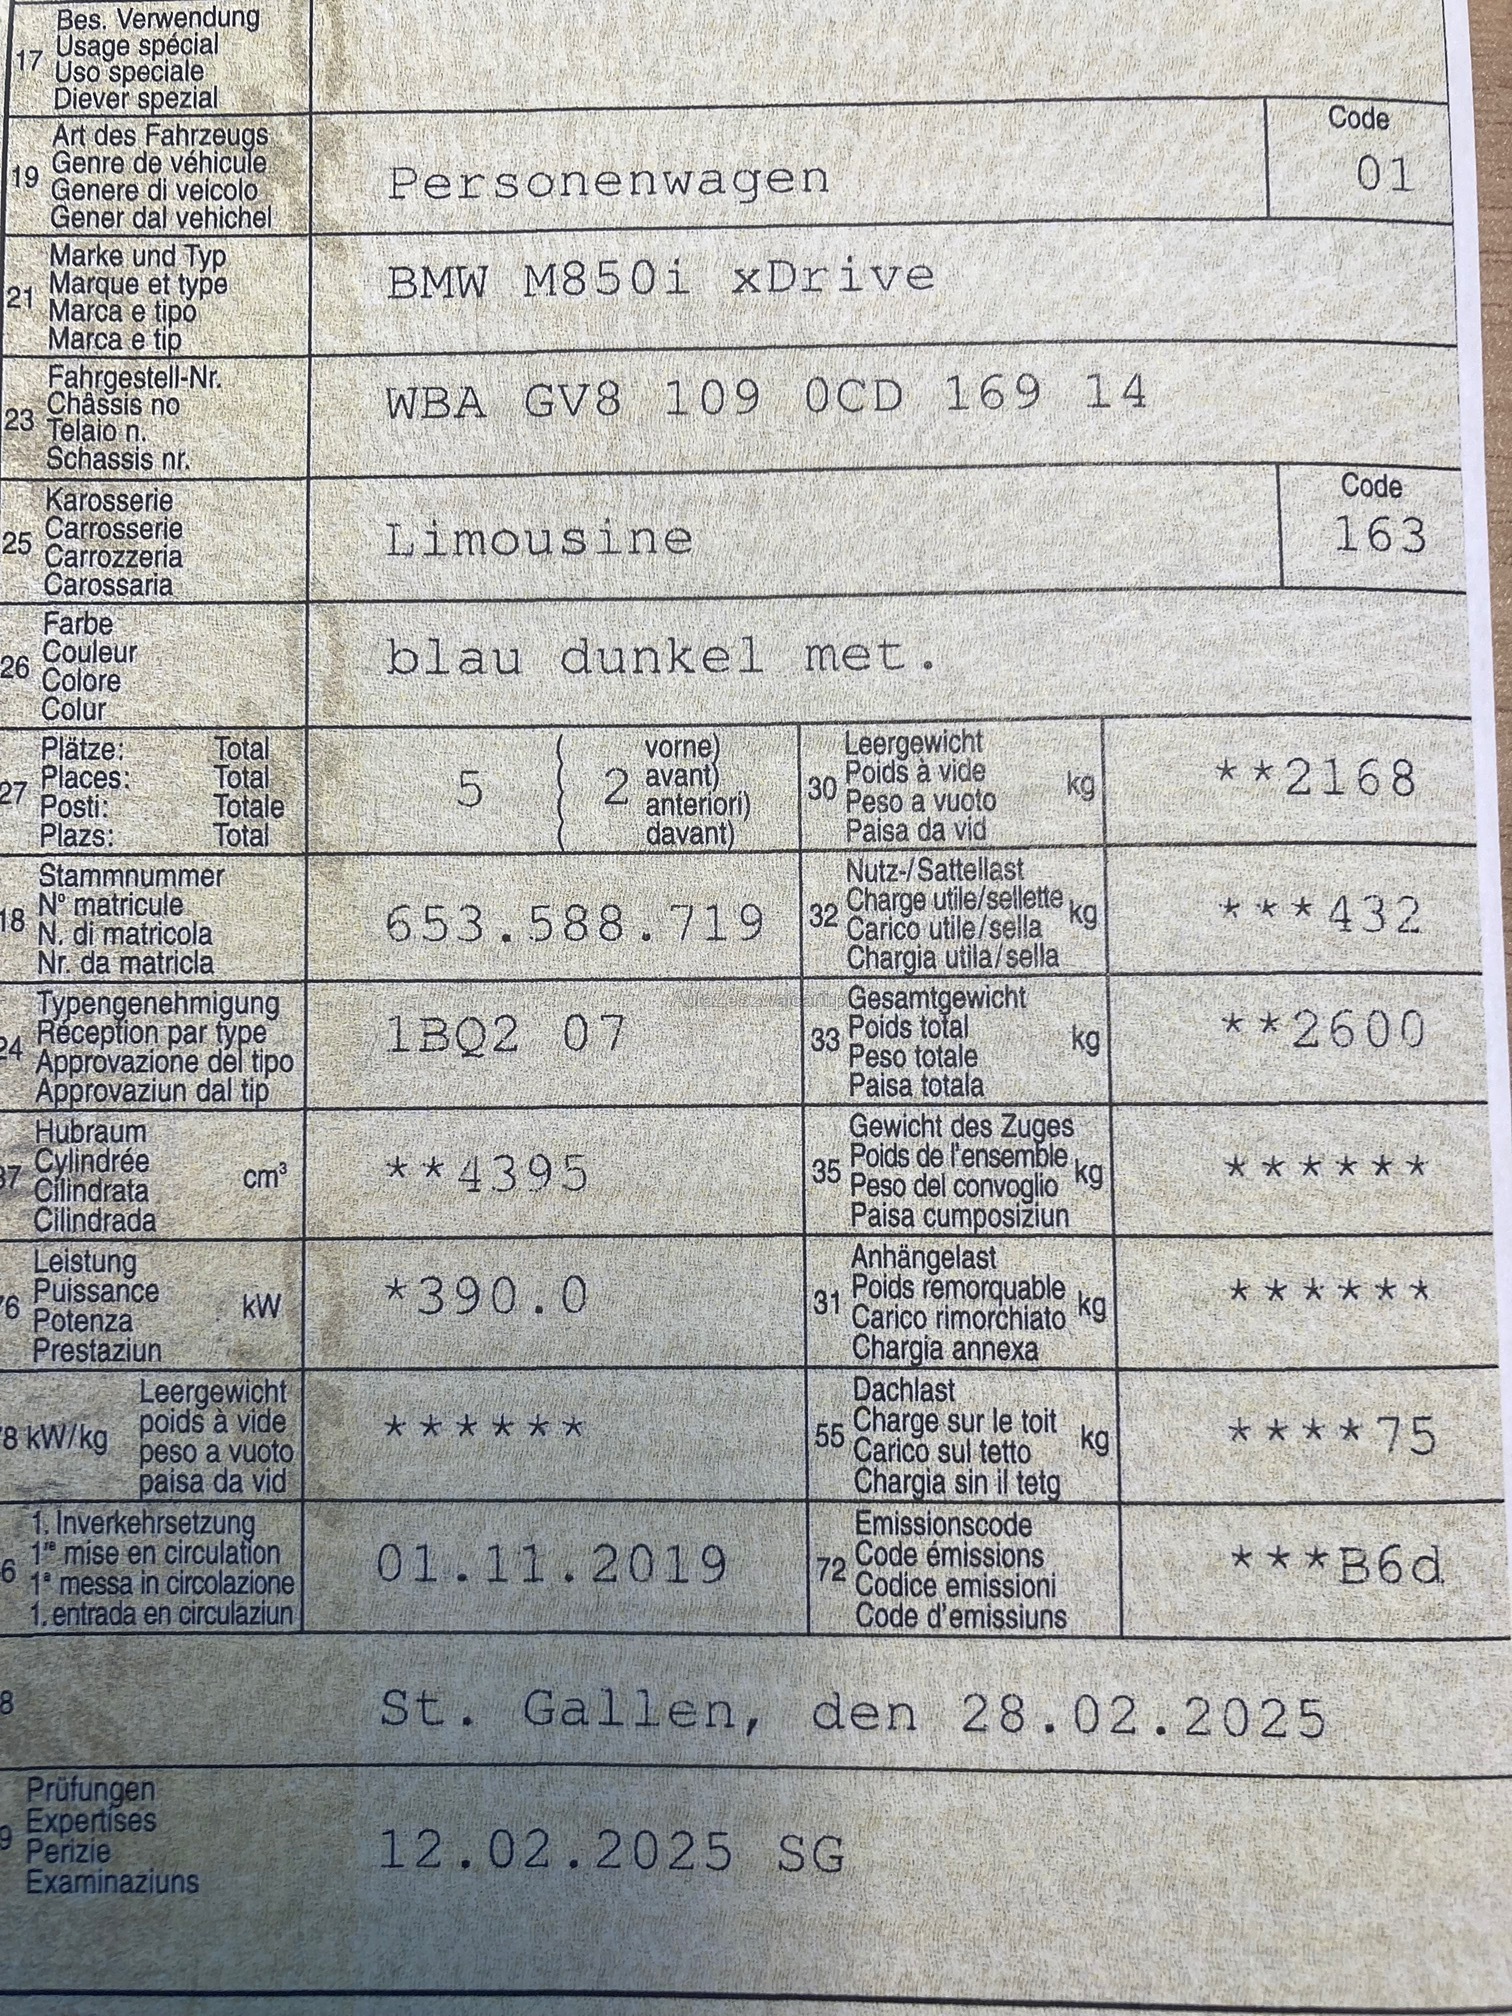 17 Bes. Verwendung
Usage spécial
Uso speciale
Diever spezial
19 Art des Fahrzeugs
Genre de véhicule
Genere di veicolo
Gener dal vehichel
Personenwagen
Code
01
21 Marke und Typ
Marque et type
Marca e tipo
Marca e tip
BMW M850i xDrive
23 Fahrgestell-Nr.
Châssis no
Telaio n.
Schassis nr.
WBA GV8 109 0CD 169 14
25 Karosserie
Carrosserie
Carrozzeria
Carossaria
Limousine
Code
163
26 Farbe
Couleur
Colore
Colur
blau dunkel met.
27 Plätze: Total
Places: Total
Posti: Totale
Plazs: Total
5 ( 2 vorne)
avant)
anteriori)
davant)
30 Leergewicht
Poids à vide
Peso a vuoto
Paisa da vid
kg
**2168
18 Stammnummer
N° matricule
N. di matricola
Nr. da matricla
653.588.719
32 Nutz-/Sattellast
Charge utile/sellette
Carico utile/sella
Chargia utila/sella
kg
***432
24 Typengenehmigung
Réception par type
Approvazione del tipo
Approvaziun dal tip
1BQ2 07
33 Gesamtgewicht
Poids total
Peso totale
Paisa totala
kg
**2600
37 Hubraum
Cylindrée
Cilindrata
Cilindrada
cm³
**4395
35 Gewicht des Zuges
Poids de l'ensemble
Peso del convoglio
Paisa cumposiziun
kg
******
76 Leistung
Puissance
Potenza
Prestaziun
kW
*390.0
31 Anhängelast
Poids remorquable
Carico rimorchiato
Chargia annexa
kg
******
78 kW/kg Leergewicht
poids à vide
peso a vuoto
paisa da vid
******
55 Dachlast
Charge sur le toit
Carico sul tetto
Chargia sin il tetg
kg
****75
6 1. Inverkehrsetzung
1re mise en circulation
1a messa in circolazione
1. entrada en circulaziun
01.11.2019
72 Emissionscode
Code émissions
Codice emissioni
Code d'emissiuns
***B6d
8
St. Gallen, den 28.02.2025
9 Prüfungen
Expertises
Perizie
Examinaziuns
12.02.2025 SG